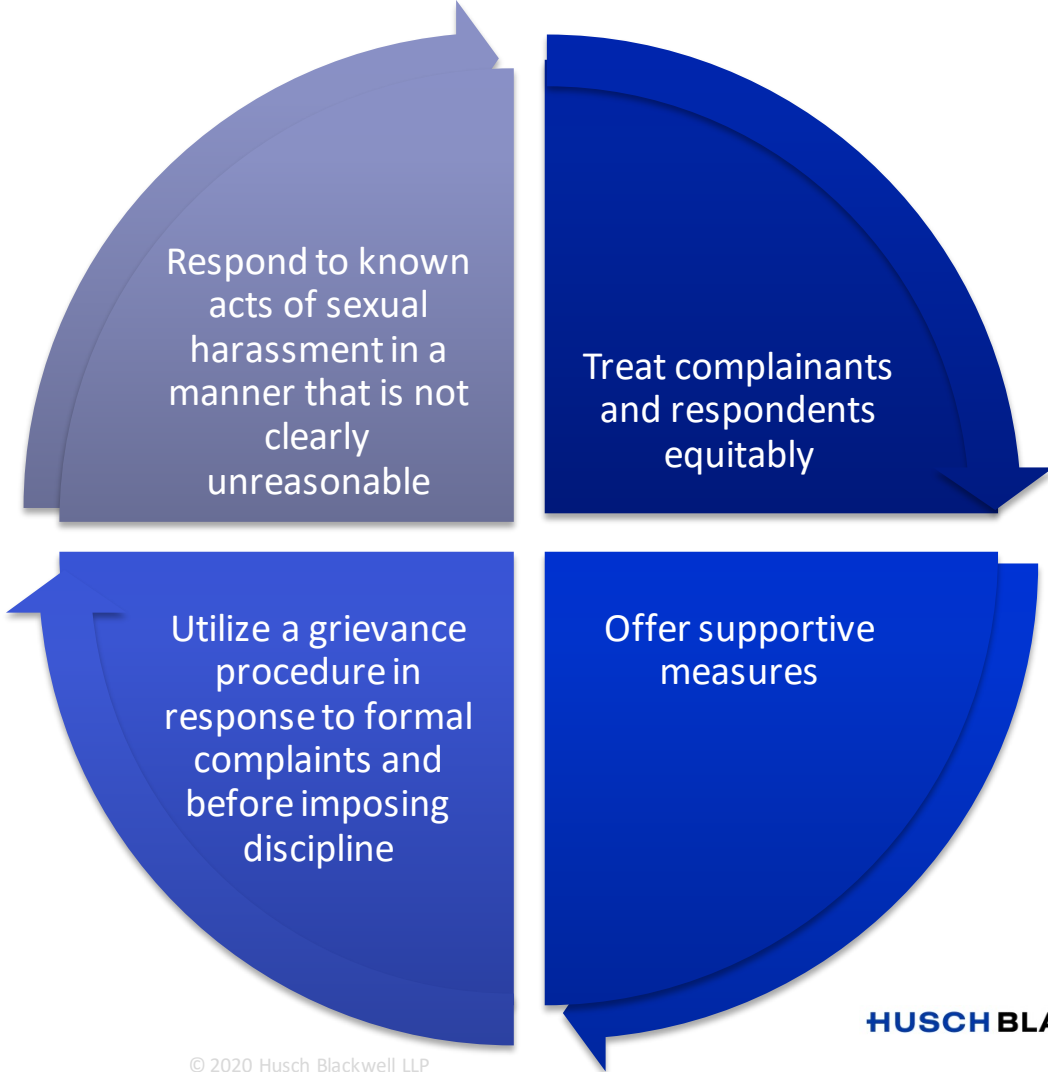 Respond to known
acts of sexual
harassment in a
manner that is not
clearly
unreasonable
Treat complainants
and respondents
equitably
Utilize a grievance
procedure in
response to formal
complaints and
before imposing
discipline
Offer supportive
measures
HUSCH BLA
© 2020 Husch Blackwell LLP